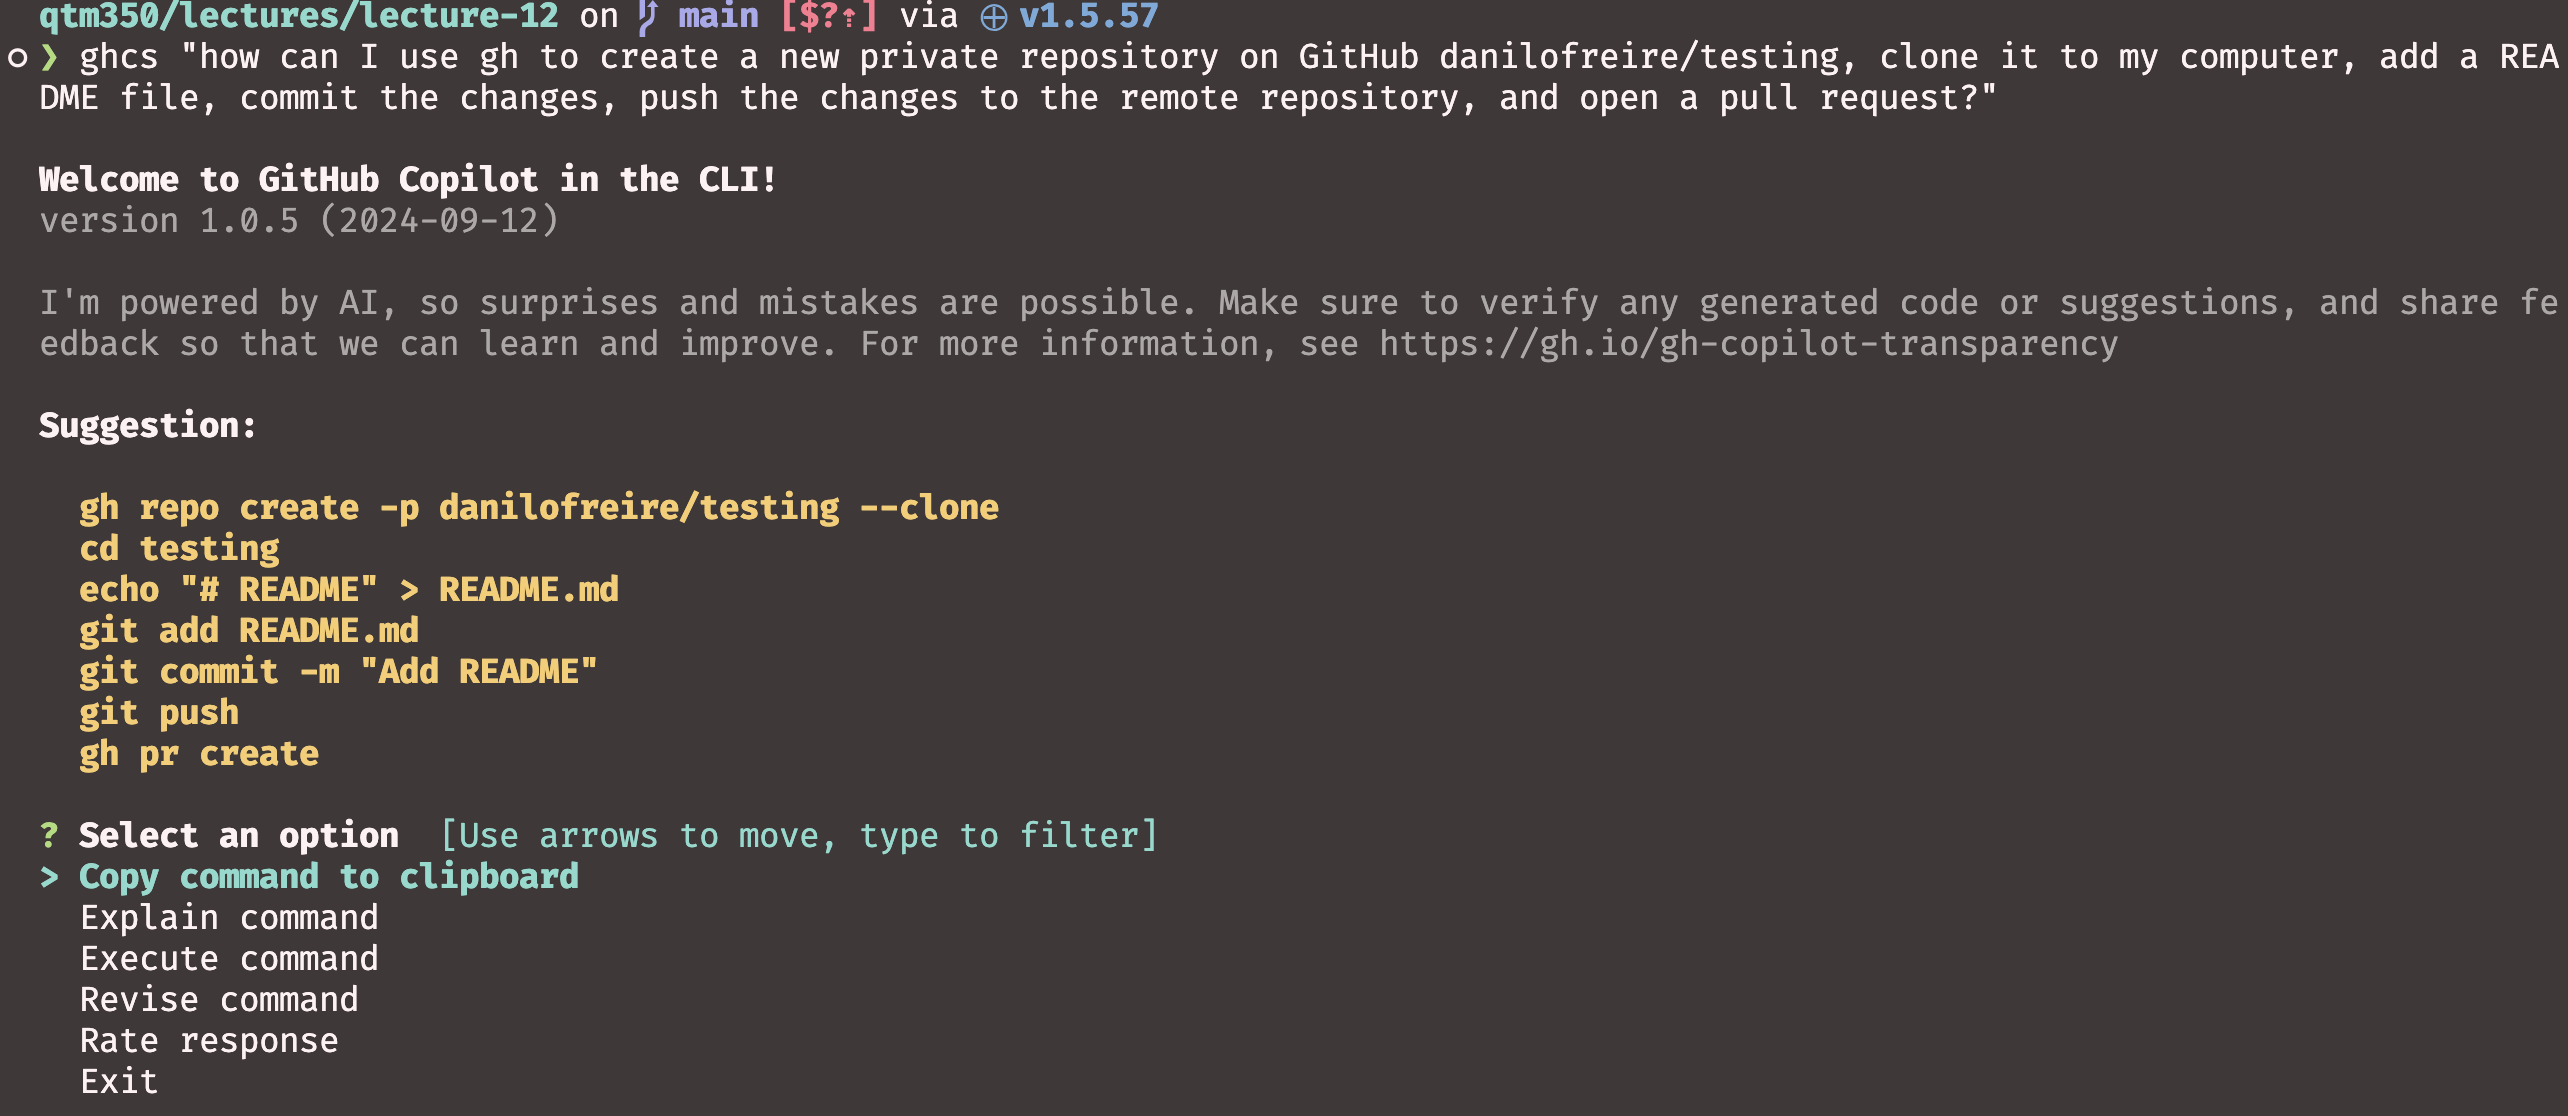 qtm350/lectures/lecture-12 on main [$?⇡] via v1.5.57
❯ ghcs "how can I use gh to create a new private repository on GitHub danilofreire/testing, clone it to my computer, add a REA
DME file, commit the changes, push the changes to the remote repository, and open a pull request?"
Welcome to GitHub Copilot in the CLI!
version 1.0.5 (2024-09-12)
I'm powered by AI, so surprises and mistakes are possible. Make sure to verify any generated code or suggestions, and share fe
edback so that we can learn and improve. For more information, see https://gh.io/gh-copilot-transparency
Suggestion:
gh repo create -p danilofreire/testing --clone
cd testing
echo "# README" > README.md
git add README.md
git commit -m "Add README"
git push
gh pr create
? Select an option [Use arrows to move, type to filter]
> Copy command to clipboard
Explain command
Execute command
Revise command
Rate response
Exit